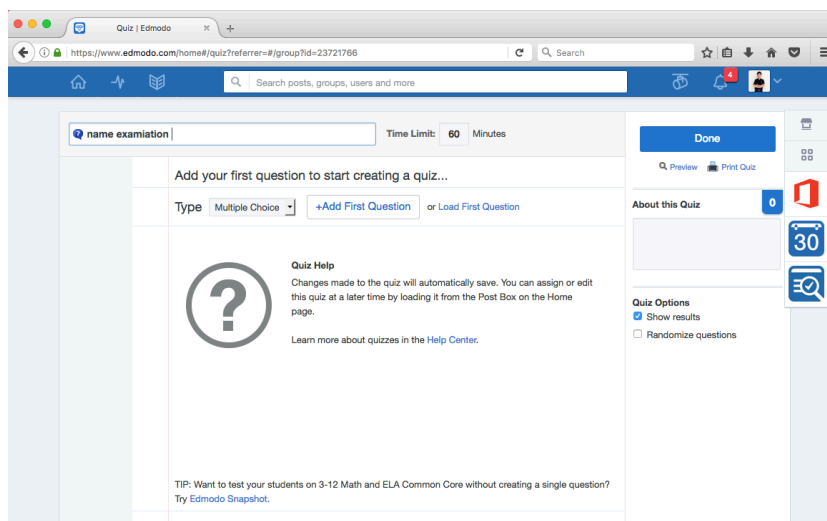 Quiz | Edmodo
https://www.edmodo.com/home#/quiz?referrer=#/group?id=23721766
Search
Search posts, groups, users and more
4
name examiation
Time Limit: 60 Minutes
Done
Preview Print Quiz
Add your first question to start creating a quiz...
Type Multiple Choice +Add First Question or Load First Question
About this Quiz 0
30
Quiz Help
Changes made to the quiz will automatically save. You can assign or edit
this quiz at a later time by loading it from the Post Box on the Home
page.
Learn more about quizzes in the Help Center.
Quiz Options
Show results
Randomize questions
TIP: Want to test your students on 3-12 Math and ELA Common Core without creating a single question?
Try Edmodo Snapshot.